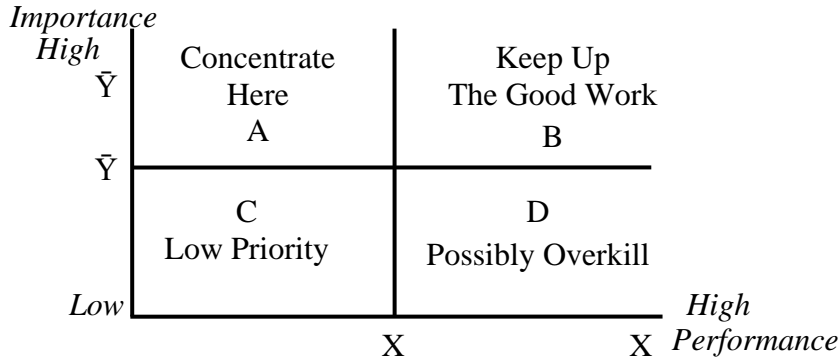 Importance
High
Concentrate
Here
A
Keep Up
The Good Work
B
Ȳ
Ȳ
C
Low Priority
D
Possibly Overkill
Low
High
Performance
X
X